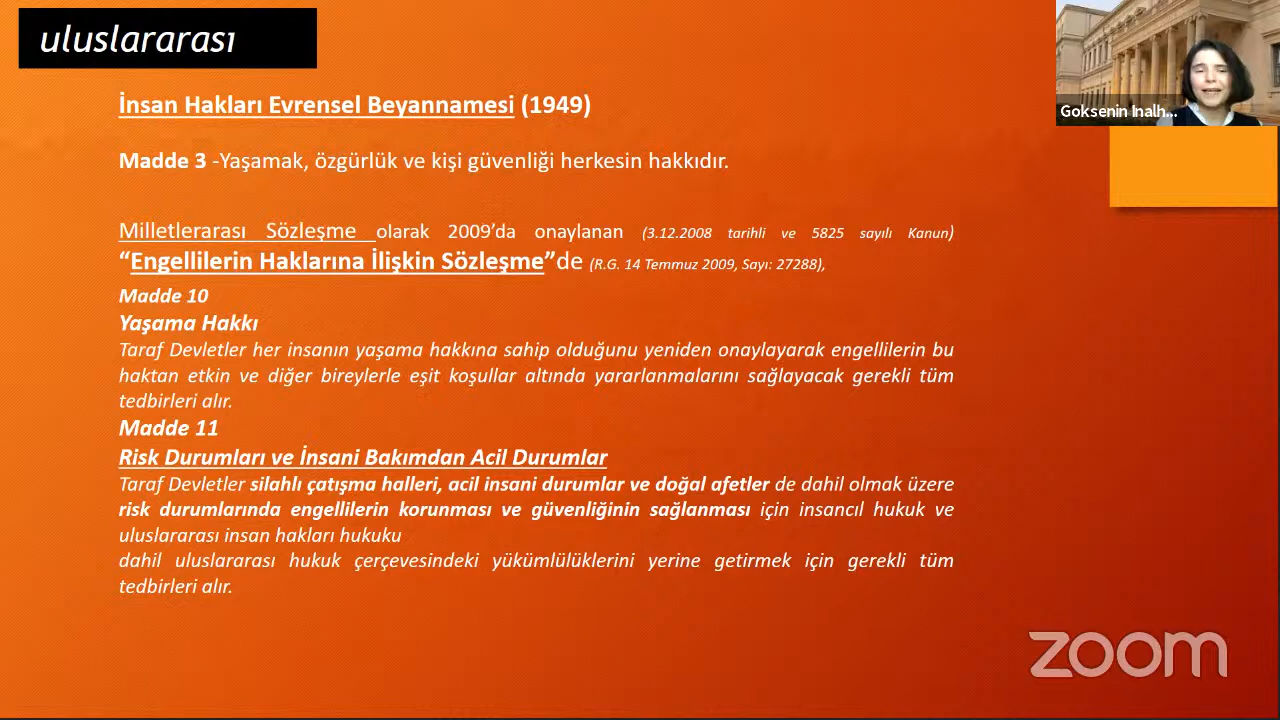 uluslararası
İnsan Hakları Evrensel Beyannamesi (1949)
Madde 3 -Yaşamak, özgürlük ve kişi güvenliği herkesin hakkıdır.
Milletlerarası Sözleşme olarak 2009’da onaylanan (3.12.2008 tarihli ve 5825 sayılı Kanun)
“Engellilerin Haklarına İlişkin Sözleşme”de (R.G. 14 Temmuz 2009, Sayı: 27288),
Madde 10
Yaşama Hakkı
Taraf Devletler her insanın yaşama hakkına sahip olduğunu yeniden onaylayarak engellilerin bu
haktan etkin ve diğer bireylerle eşit koşullar altında yararlanmalarını sağlayacak gerekli tüm
tedbirleri alır.
Madde 11
Risk Durumları ve İnsani Bakımdan Acil Durumlar
Taraf Devletler silahlı çatışma halleri, acil insani durumlar ve doğal afetler de dahil olmak üzere
risk durumlarında engellilerin korunması ve güvenliğinin sağlanması için insancıl hukuk ve
uluslararası insan hakları hukuku
dahil uluslararası hukuk çerçevesindeki yükümlülüklerini yerine getirmek için gerekli tüm
tedbirleri alır.
Goksenin Inalh...
zoom